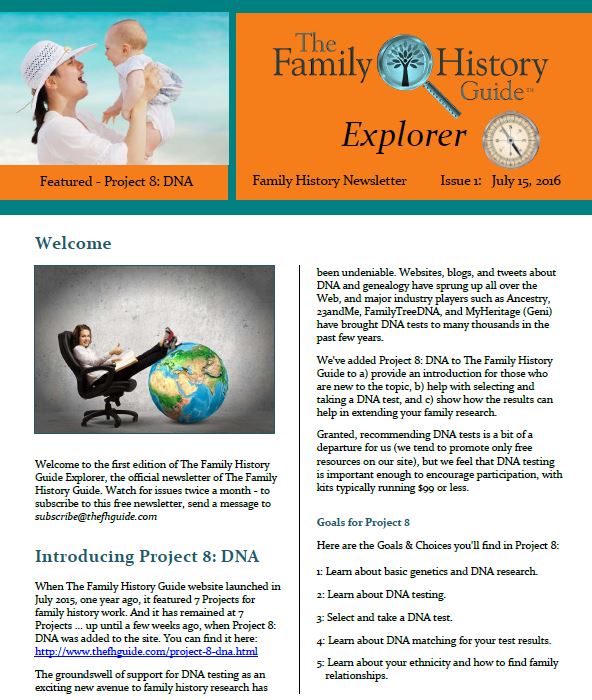 The
Family History
Guide SM
Explorer
Featured - Project 8: DNA
Family History Newsletter Issue 1: July 15, 2016
Welcome
Welcome to the first edition of The Family History
Guide Explorer, the official newsletter of The Family
History Guide. Watch for issues twice a month - to
subscribe to this free newsletter, send a message to
subscribe@thefhguide.com
Introducing Project 8: DNA
When The Family History Guide website launched in
July 2015, one year ago, it featured 7 Projects for
family history work. And it has remained at 7
Projects ... up until a few weeks ago, when Project 8:
DNA was added to the site. You can find it here:
http://www.thefhguide.com/project-8-dna.html
The groundswell of support for DNA testing as an
exciting new avenue to family history research has
been undeniable. Websites, blogs, and tweets about
DNA and genealogy have sprung up all over the
Web, and major industry players such as Ancestry,
23andMe, FamilyTreeDNA, and MyHeritage (Geni)
have brought DNA tests to many thousands in the
past few years.
We've added Project 8: DNA to The Family History
Guide to a) provide an introduction for those who
are new to the topic, b) help with selecting and
taking a DNA test, and c) show how the results can
help in extending your family research.
Granted, recommending DNA tests is a bit of a
departure for us (we tend to promote only free
resources on our site), but we feel that DNA testing
is important enough to encourage participation, with
kits typically running $99 or less.
Goals for Project 8
Here are the Goals & Choices you'll find in Project 8:
1: Learn about basic genetics and DNA research.
2: Learn about DNA testing.
3: Select and take a DNA test.
4: Learn about DNA matching for your test results.
5: Learn about your ethnicity and how to find family
relationships.